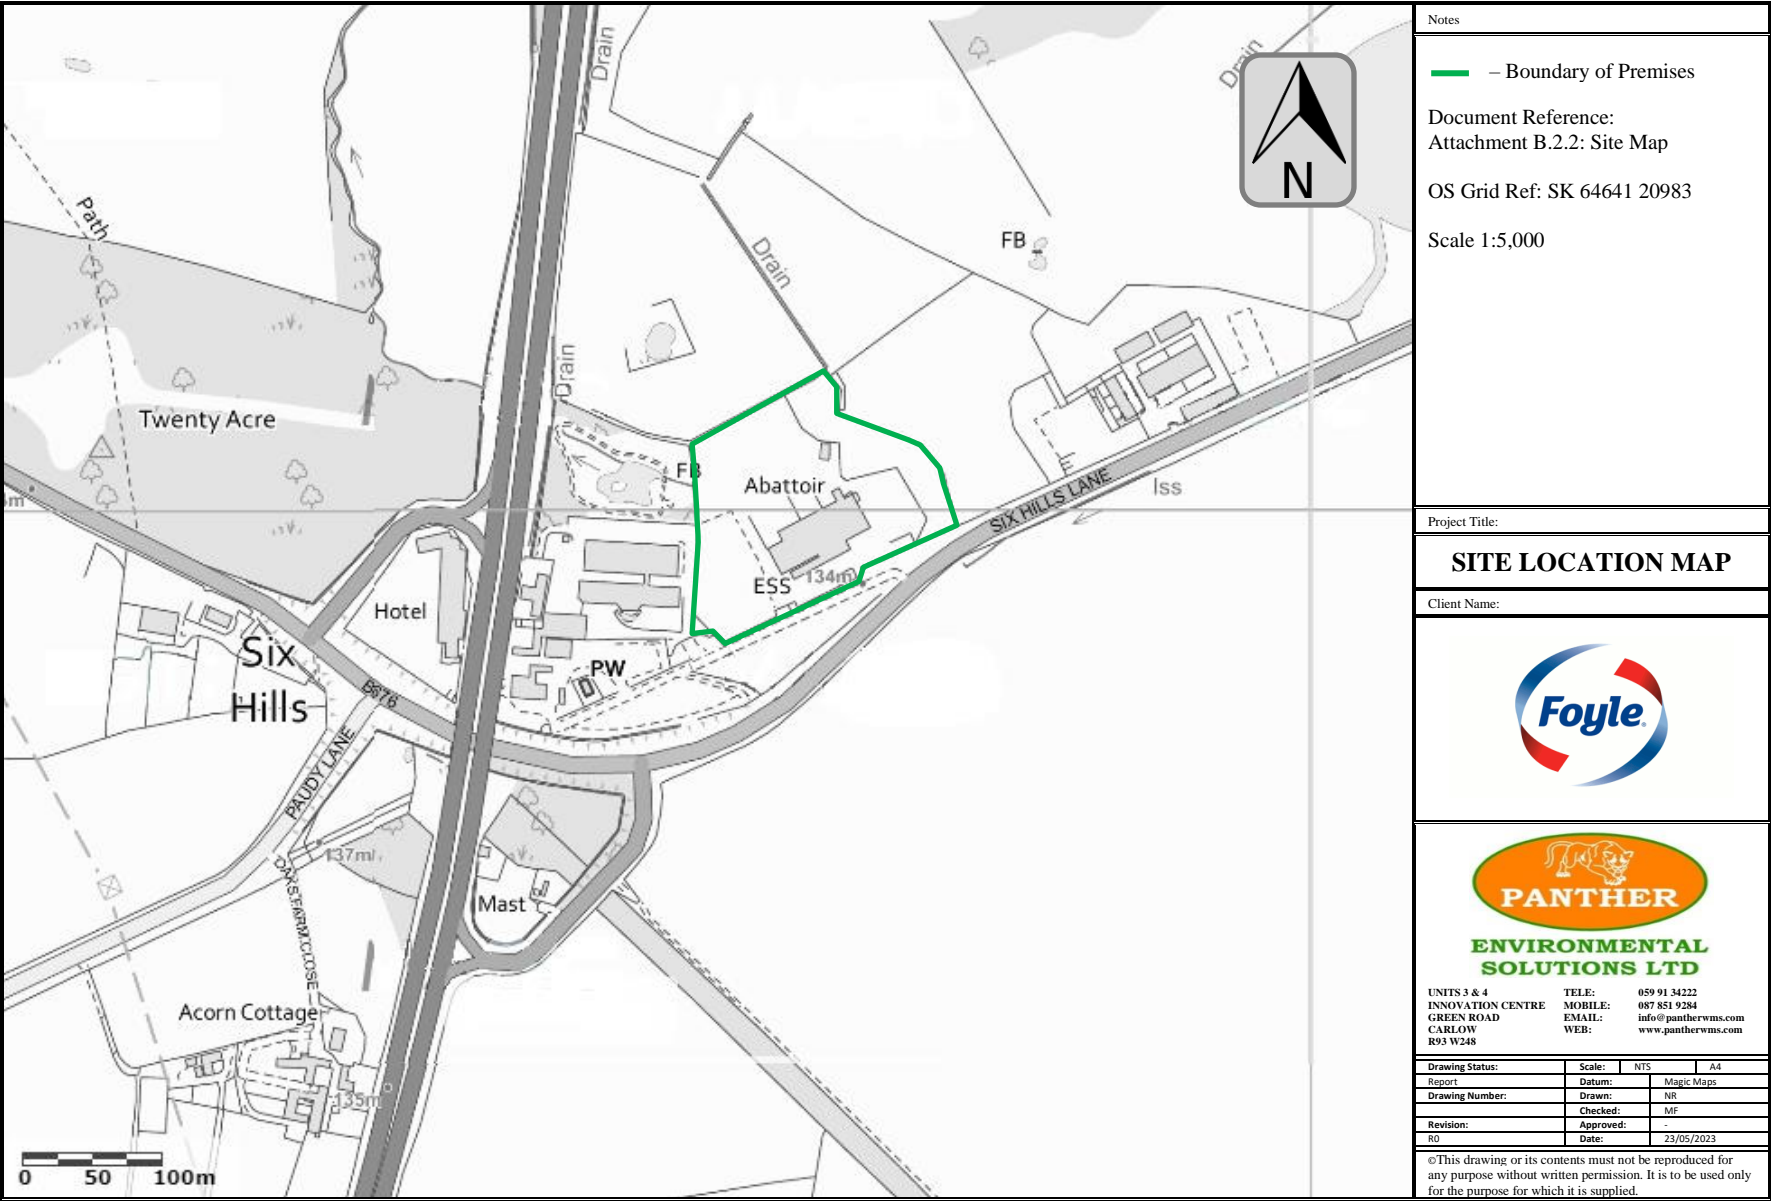 Drain
Drain
Path
Drain
FB
Drain
Twenty Acre
FB
Abattoir
SIX HILLS LANE
Iss
ESS
134m
Hotel
Six
Hills
PW
B676
PAUDY LANE
137m
OAKS FARM CLOSE
Mast
Acorn Cottage
135m
0 50 100m
N
Notes
– Boundary of Premises
Document Reference:
Attachment B.2.2: Site Map
OS Grid Ref: SK 64641 20983
Scale 1:5,000
Project Title:
SITE LOCATION MAP
Client Name:
Foyle
PANTHER
ENVIRONMENTAL
SOLUTIONS LTD
UNITS 3 & 4 TELE: 059 91 34222
INNOVATION CENTRE MOBILE: 087 851 9284
GREEN ROAD EMAIL: info@pantherwms.com
CARLOW WEB: www.pantherwms.com
R93 W248
Drawing Status: Scale: NTS A4
Report Datum: Magic Maps
Drawing Number: Drawn: NR
Checked: MF
Revision: Approved: -
R0 Date: 23/05/2023
©This drawing or its contents must not be reproduced for
any purpose without written permission. It is to be used only
for the purpose for which it is supplied.